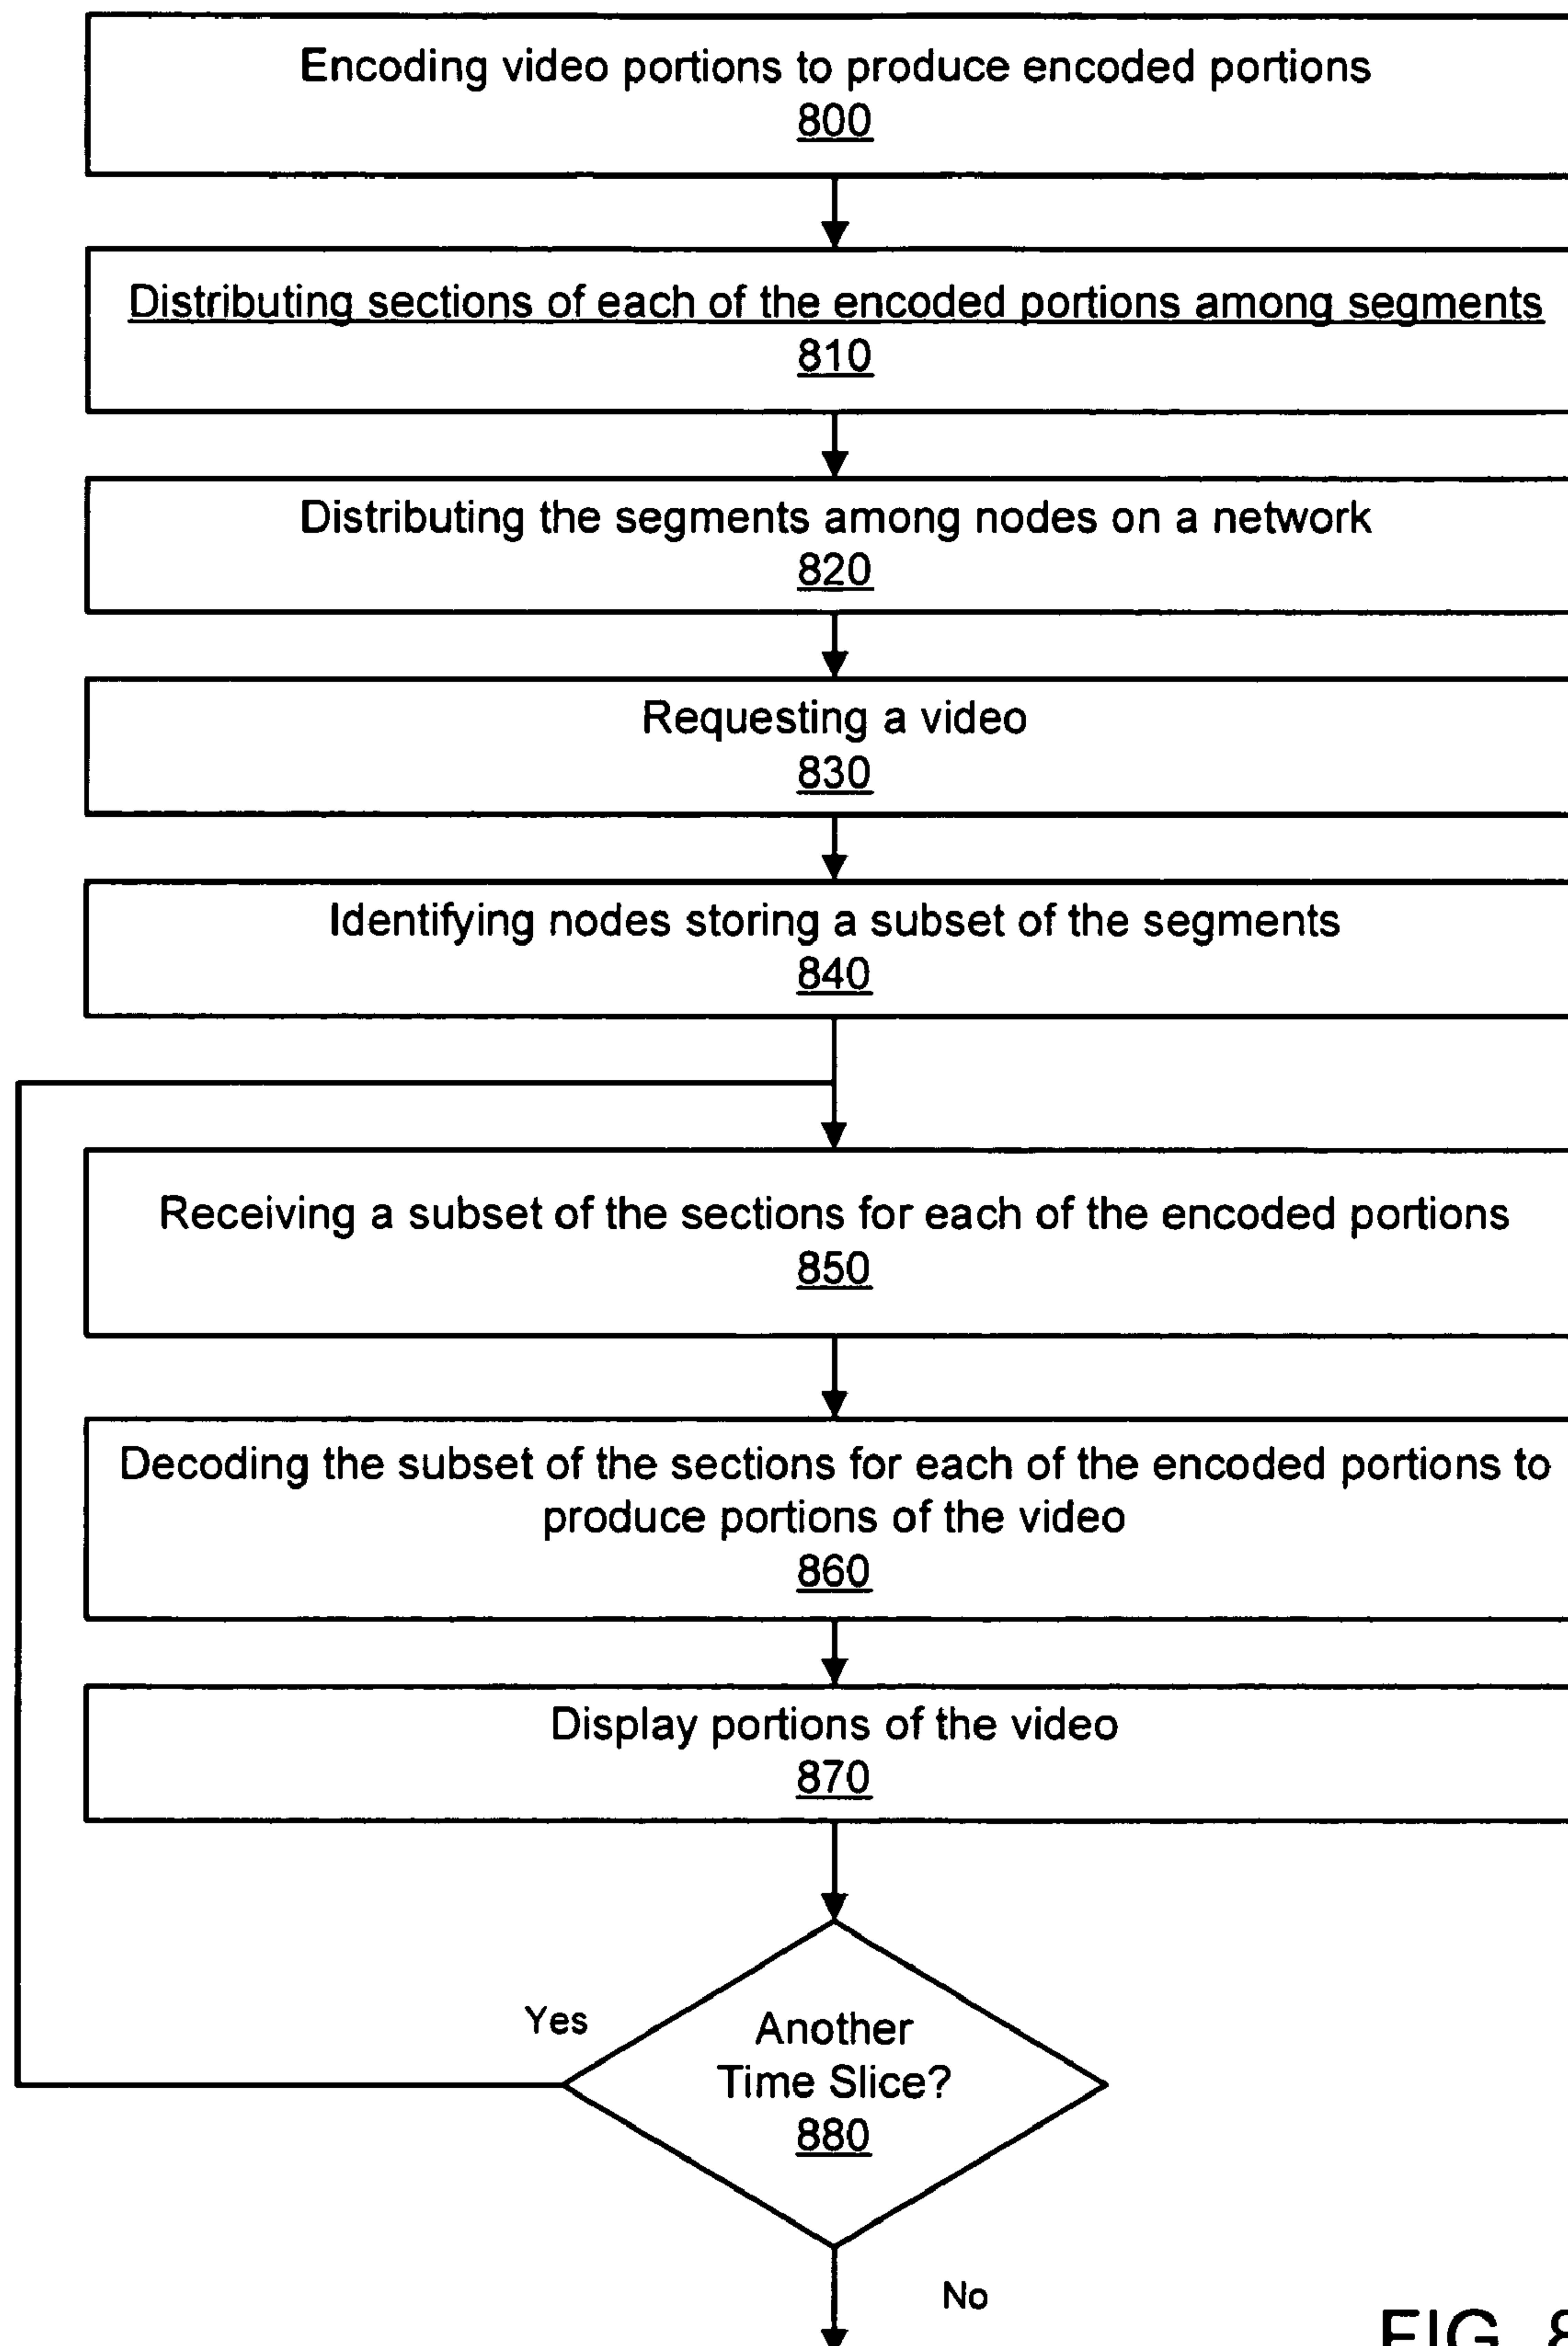 Encoding video portions to produce encoded portions
800
Distributing sections of each of the encoded portions among segments
810
Distributing the segments among nodes on a network
820
Requesting a video
830
Identifying nodes storing a subset of the segments
840
Receiving a subset of the sections for each of the encoded portions
850
Decoding the subset of the sections for each of the encoded portions to
produce portions of the video
860
Display portions of the video
870
Yes
Another
Time Slice?
880
No
FIG. 8